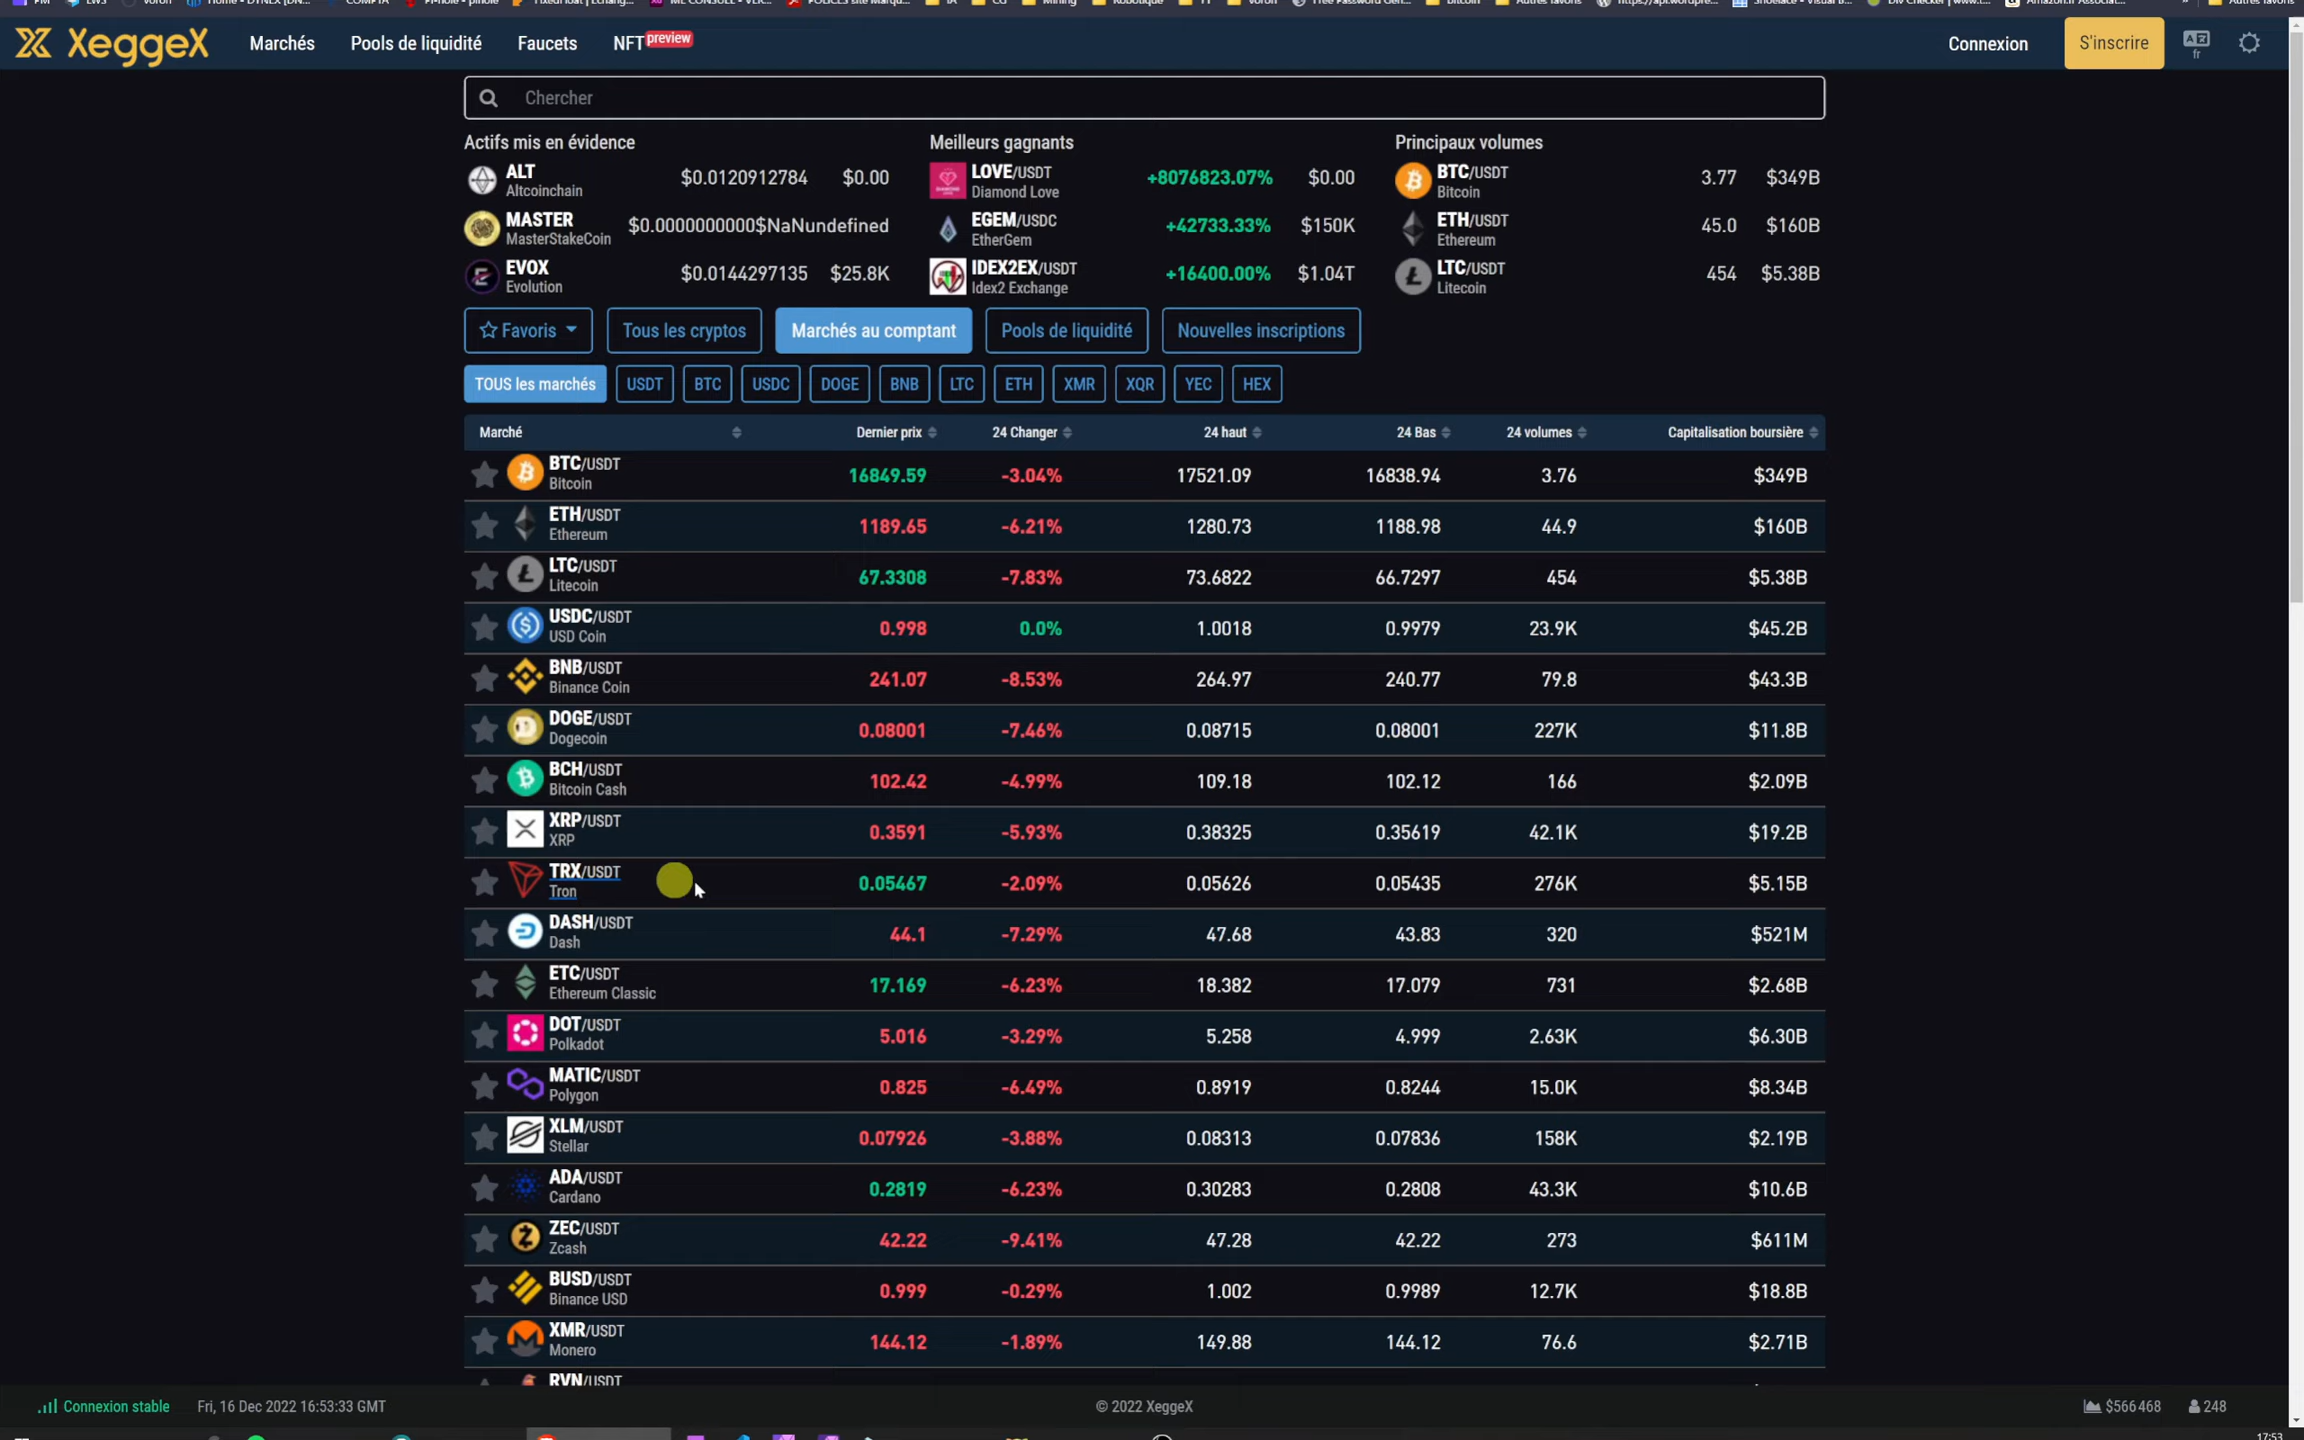 XeggeX Marchés Pools de liquidité Faucets NFT preview Connexion S'inscrire fr
Chercher
Actifs mis en évidence
ALT $0.0120912784 $0.00
Altcoinchain
MASTER $0.0000000000$NaNundefined
MasterStakeCoin
EVOX $0.0144297135 $25.8K
Evolution
Meilleurs gagnants
LOVE/USDT +8076823.07% $0.00
Diamond Love
EGEM/USDC +42733.33% $150K
EtherGem
IDEX2EX/USDT +16400.00% $1.04T
Idex2 Exchange
Principaux volumes
BTC/USDT 3.77 $349B
Bitcoin
ETH/USDT 45.0 $160B
Ethereum
LTC/USDT 454 $5.38B
Litecoin
Favoris Tous les cryptos Marchés au comptant Pools de liquidité Nouvelles inscriptions
TOUS les marchés USDT BTC USDC DOGE BNB LTC ETH XMR XQR YEC HEX
Marché Dernier prix 24 Changer 24 haut 24 Bas 24 volumes Capitalisation boursière
BTC/USDT 16849.59 -3.04% 17521.09 16838.94 3.76 $349B
Bitcoin
ETH/USDT 1189.65 -6.21% 1280.73 1188.98 44.9 $160B
Ethereum
LTC/USDT 67.3308 -7.83% 73.6822 66.7297 454 $5.38B
Litecoin
USDC/USDT 0.998 0.0% 1.0018 0.9979 23.9K $45.2B
USD Coin
BNB/USDT 241.07 -8.53% 264.97 240.77 79.8 $43.3B
Binance Coin
DOGE/USDT 0.08001 -7.46% 0.08715 0.08001 227K $11.8B
Dogecoin
BCH/USDT 102.42 -4.99% 109.18 102.12 166 $2.09B
Bitcoin Cash
XRP/USDT 0.3591 -5.93% 0.38325 0.35619 42.1K $19.2B
XRP
TRX/USDT 0.05467 -2.09% 0.05626 0.05435 276K $5.15B
Tron
DASH/USDT 44.1 -7.29% 47.68 43.83 320 $521M
Dash
ETC/USDT 17.169 -6.23% 18.382 17.079 731 $2.68B
Ethereum Classic
DOT/USDT 5.016 -3.29% 5.258 4.999 2.63K $6.30B
Polkadot
MATIC/USDT 0.825 -6.49% 0.8919 0.8244 15.0K $8.34B
Polygon
XLM/USDT 0.07926 -3.88% 0.08313 0.07836 158K $2.19B
Stellar
ADA/USDT 0.2819 -6.23% 0.30283 0.2808 43.3K $10.6B
Cardano
ZEC/USDT 42.22 -9.41% 47.28 42.22 273 $611M
Zcash
BUSD/USDT 0.999 -0.29% 1.002 0.9989 12.7K $18.8B
Binance USD
XMR/USDT 144.12 -1.89% 149.88 144.12 76.6 $2.71B
Monero
RVN/USDT
Connexion stable Fri, 16 Dec 2022 16:53:33 GMT © 2022 XeggeX $566468 248
17:53